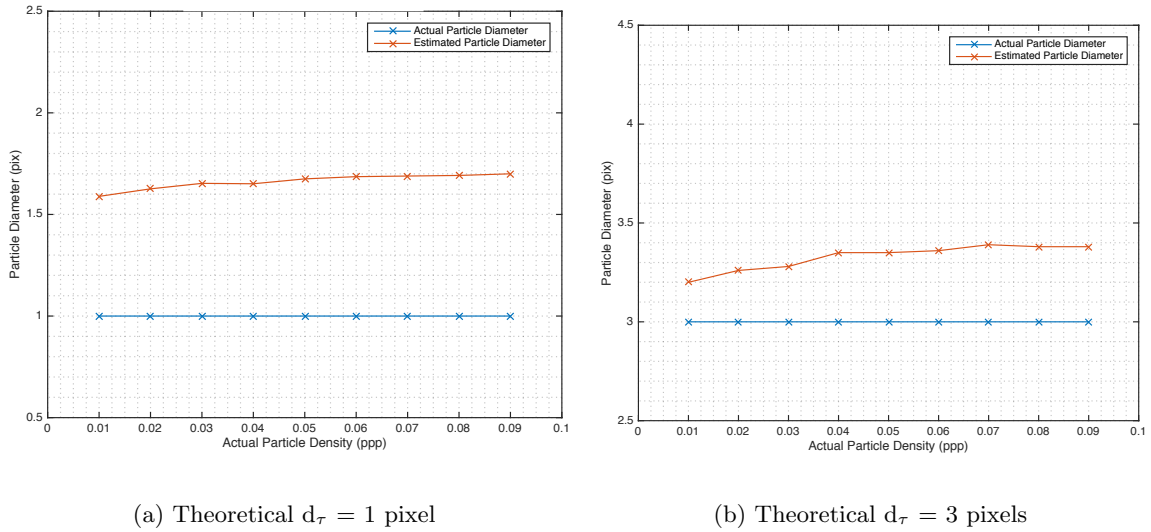 2.5
2
1.5
1
0.5
Particle Diameter (pix)
Actual Particle Diameter
Estimated Particle Diameter
0 0.01 0.02 0.03 0.04 0.05 0.06 0.07 0.08 0.09 0.1
Actual Particle Density (ppp)
(a) Theoretical dτ = 1 pixel
4.5
4
3.5
3
2.5
Particle Diameter (pix)
Actual Particle Diameter
Estimated Particle Diameter
0 0.01 0.02 0.03 0.04 0.05 0.06 0.07 0.08 0.09 0.1
Actual Particle Density (ppp)
(b) Theoretical dτ = 3 pixels